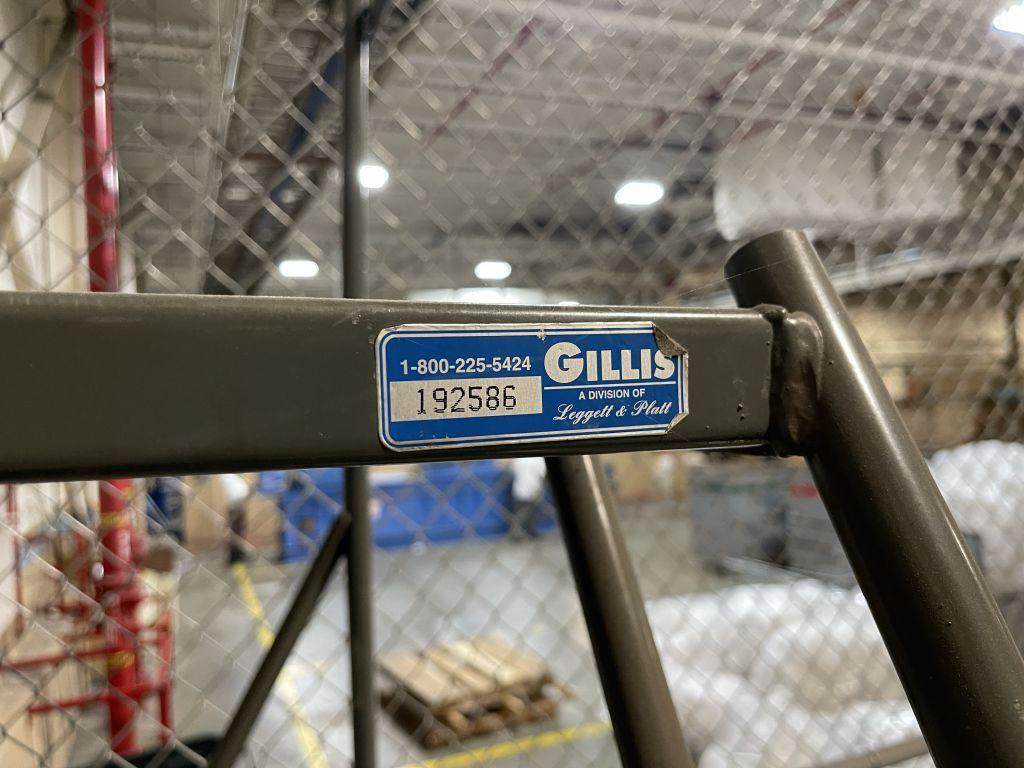 1-800-225-5424
192586
GILLIS
A DIVISION OF
Leggett & Platt